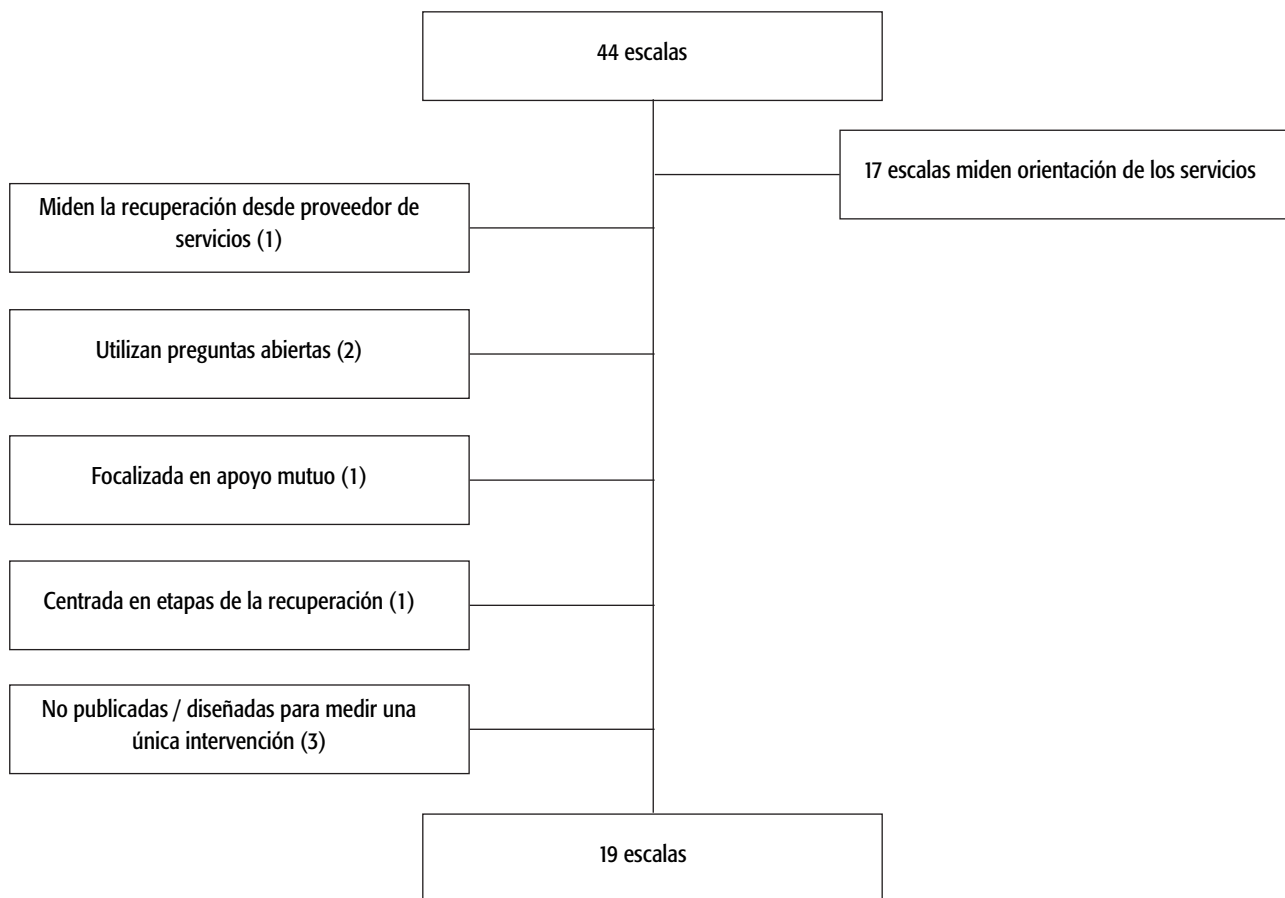 44 escalas
17 escalas miden orientación de los servicios
Miden la recuperación desde proveedor de
servicios (1)
Utilizan preguntas abiertas (2)
Focalizada en apoyo mutuo (1)
Centrada en etapas de la recuperación (1)
No publicadas / diseñadas para medir una
única intervención (3)
19 escalas